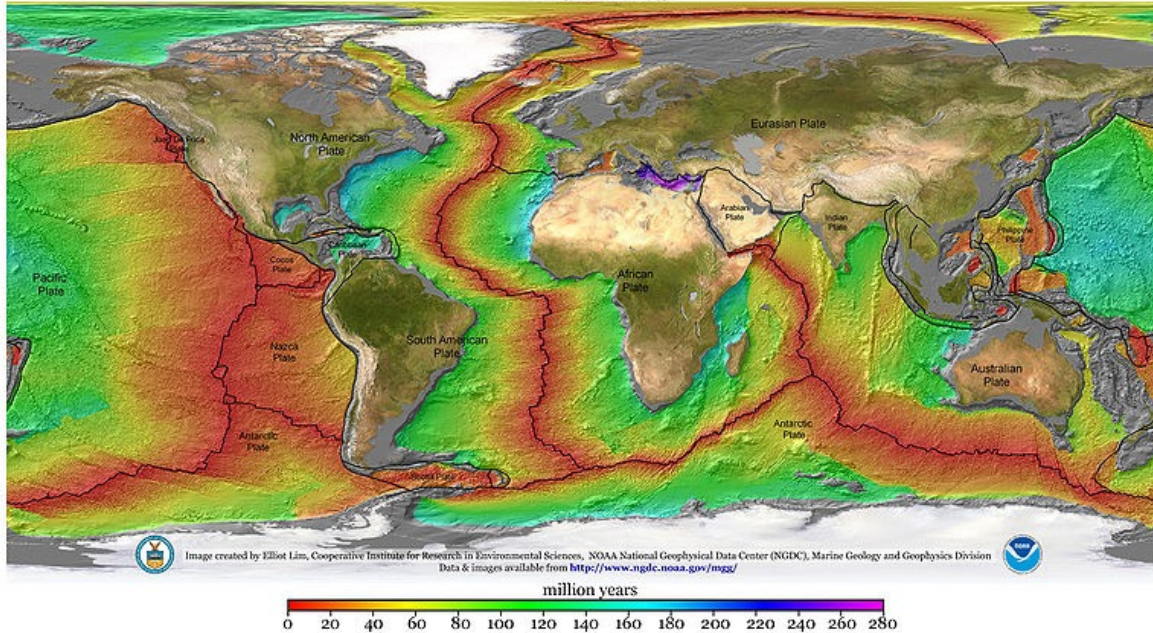 North American
Plate
Eurasian Plate
Juan De Fuca
Plate
Arabian
Plate
Indian
Plate
Philippine
Plate
Caribbean
Plate
Cocos
Plate
Pacific
Plate
African
Plate
South American
Plate
Nazca
Plate
Australian
Plate
Antarctic
Plate
Antarctic
Plate
Scotia Plate
Image created by Elliot Lim, Cooperative Institute for Research in Environmental Sciences, NOAA National Geophysical Data Center (NGDC), Marine Geology and Geophysics Division
Data & images available from http://www.ngdc.noaa.gov/mgg/
NOAA
million years
0 20 40 60 80 100 120 140 160 180 200 220 240 260 280